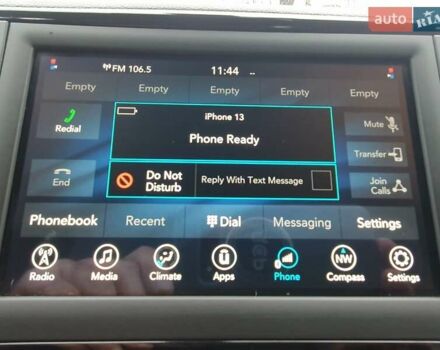 auto RIA
FM 106.5 11:44 --
Empty Empty Empty Empty Empty
Redial
iPhone 13
Phone Ready
Mute
Transfer
End
Do Not
Disturb
Reply With Text Message
Join
Calls
Phonebook Recent Dial Messaging Settings
NW
Radio Media Climate Apps Phone Compass Settings